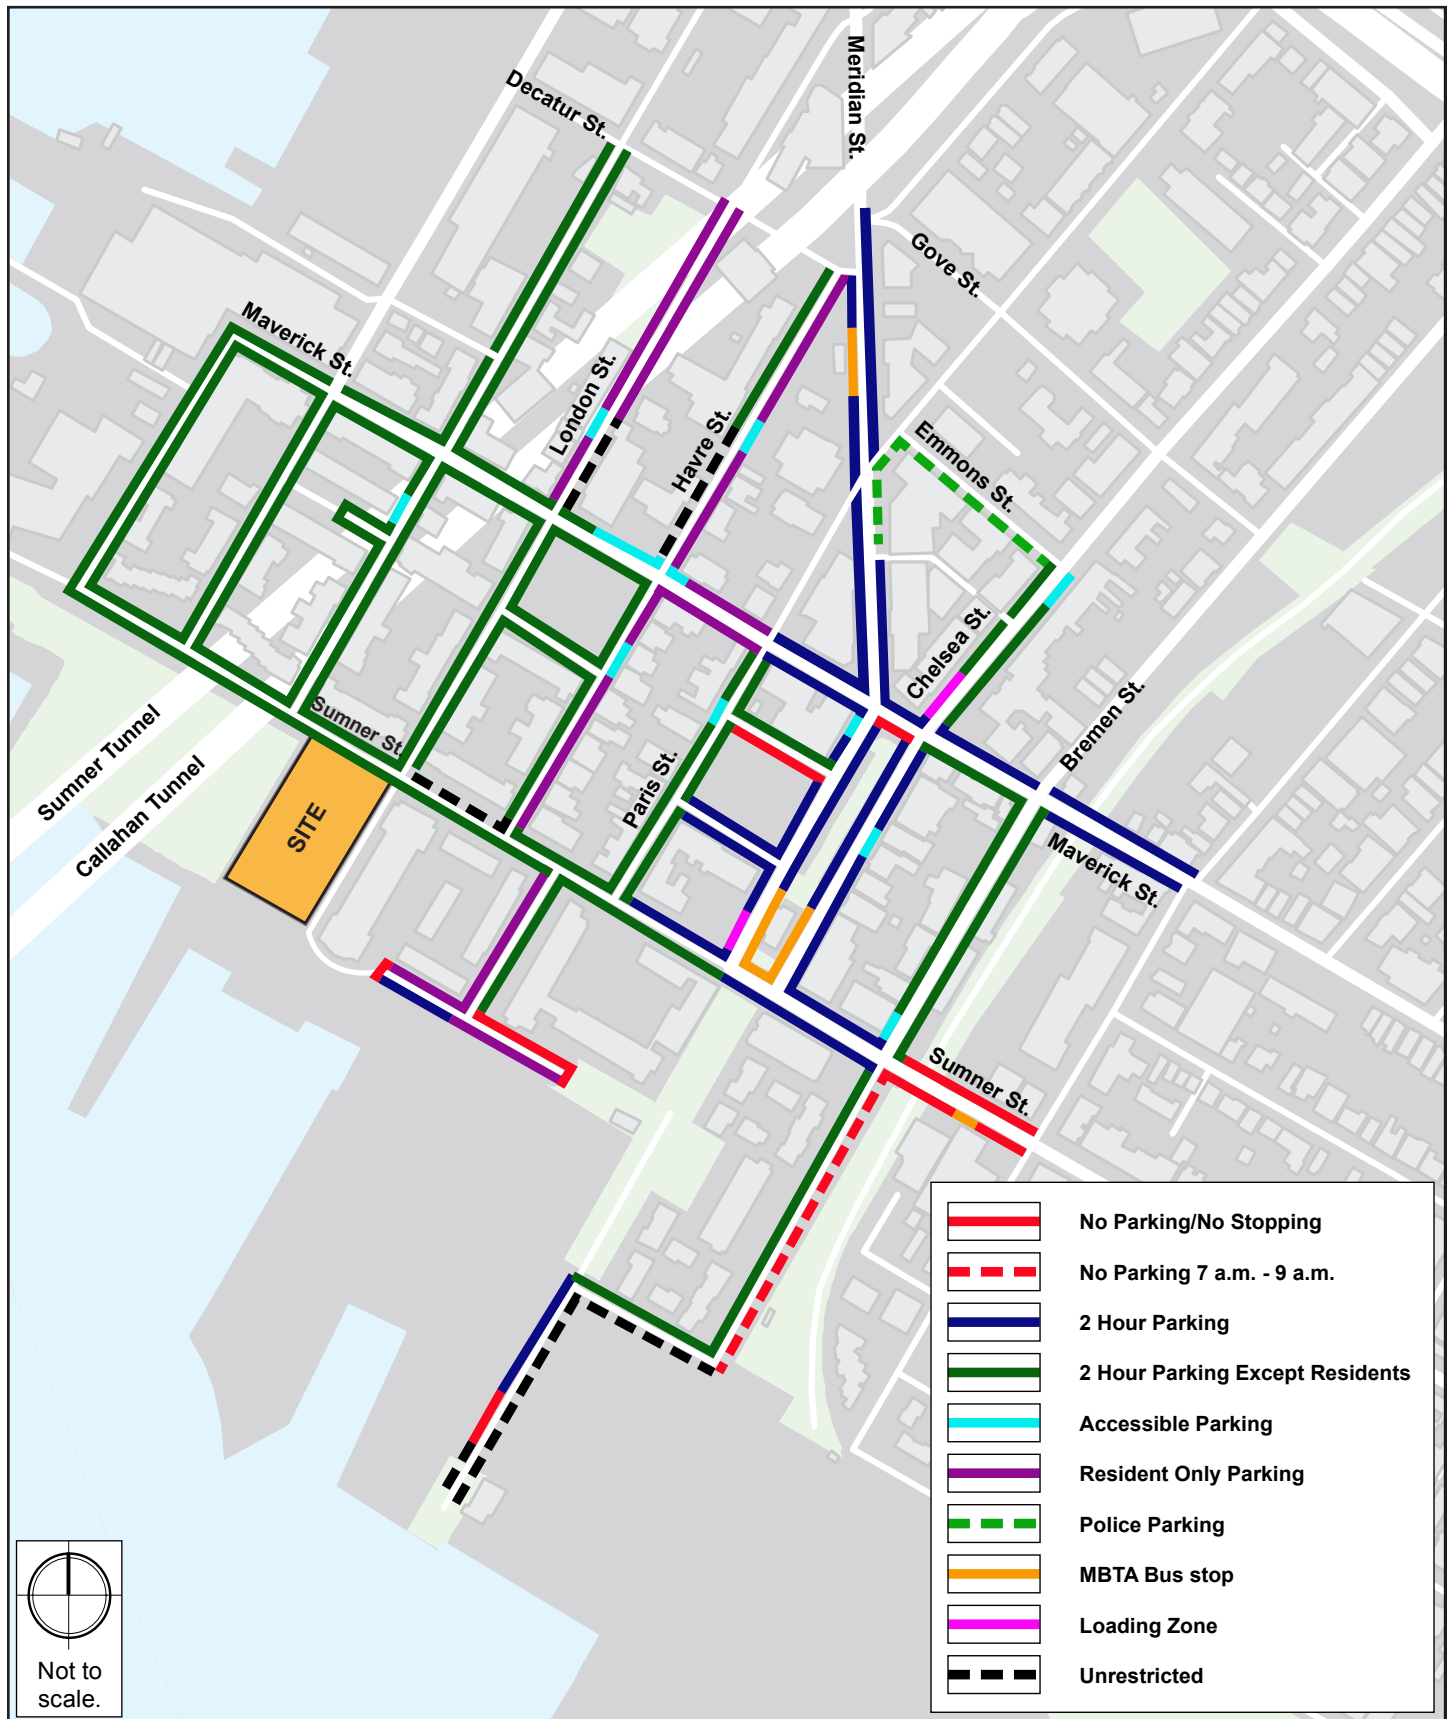 Decatur St.
Meridian St.
Gove St.
Maverick St.
London St.
Havre St.
Emmons St.
Chelsea St.
Bremen St.
Sumner St.
Sumner Tunnel
Callahan Tunnel
SITE
Paris St.
Maverick St.
Sumner St.
No Parking/No Stopping
No Parking 7 a.m. - 9 a.m.
2 Hour Parking
2 Hour Parking Except Residents
Accessible Parking
Resident Only Parking
Police Parking
MBTA Bus stop
Loading Zone
Unrestricted
Not to
scale.